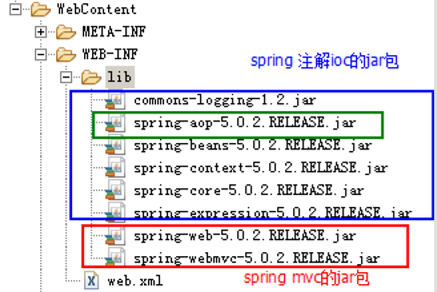 WebContent
META-INF
WEB-INF
spring 注解ioc的jar包
lib
commons-logging-1.2.jar
spring-aop-5.0.2.RELEASE.jar
spring-beans-5.0.2.RELEASE.jar
spring-context-5.0.2.RELEASE.jar
spring-core-5.0.2.RELEASE.jar
spring-expression-5.0.2.RELEASE.jar
spring-web-5.0.2.RELEASE.jar
spring-webmvc-5.0.2.RELEASE.jar
web.xml
spring mvc的jar包